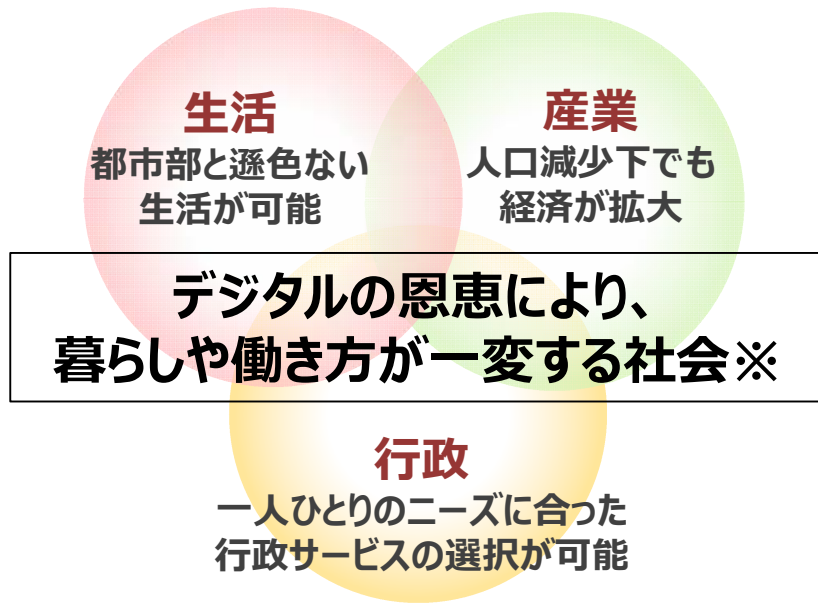 生活
都市部と遜色ない
生活が可能
産業
人口減少下でも
経済が拡大
デジタルの恩恵により、
暮らしや働き方が一変する社会※
行政
一人ひとりのニーズに合った
行政サービスの選択が可能